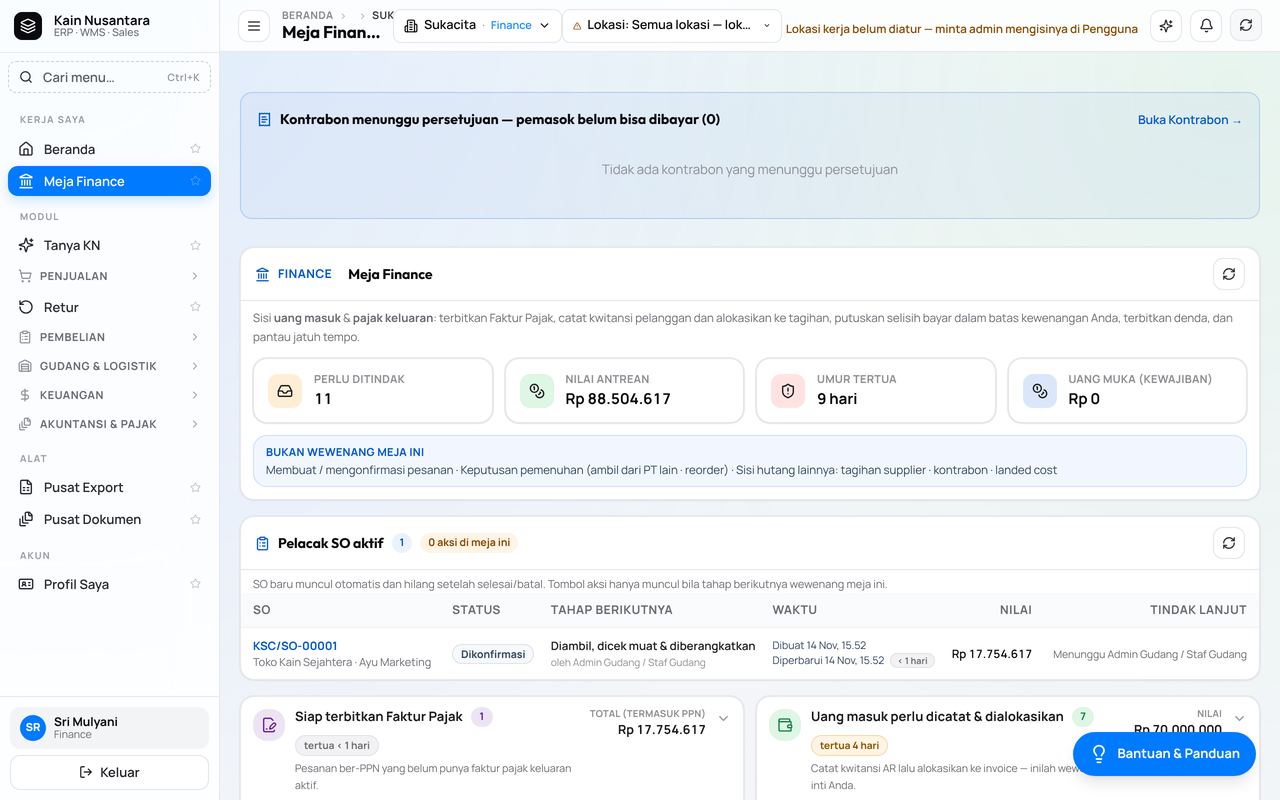 Kain Nusantara
ERP · WMS · Sales
Cari menu...
Ctrl+K
KERJA SAYA
Beranda
Meja Finance
MODUL
Tanya KN
PENJUALAN
Retur
PEMBELIAN
GUDANG & LOGISTIK
KEUANGAN
AKUNTANSI & PAJAK
ALAT
Pusat Export
Pusat Dokumen
AKUN
Profil Saya
SR
Sri Mulyani
Finance
Keluar
BERANDA > > SUK
Meja Finan...
Sukacita · Finance
Lokasi: Semua lokasi — lok...
Lokasi kerja belum diatur — minta admin mengisinya di Pengguna
Kontrabon menunggu persetujuan — pemasok belum bisa dibayar (0)
Buka Kontrabon →
Tidak ada kontrabon yang menunggu persetujuan
FINANCE Meja Finance
Sisi uang masuk & pajak keluaran: terbitkan Faktur Pajak, catat kwitansi pelanggan dan alokasikan ke tagihan, putuskan selisih bayar dalam batas kewenangan Anda, terbitkan denda, dan
pantau jatuh tempo.
PERLU DITINDAK
11
NILAI ANTREAN
Rp 88.504.617
UMUR TERTUA
9 hari
UANG MUKA (KEWAJIBAN)
Rp 0
BUKAN WEWENANG MEJA INI
Membuat / mengonfirmasi pesanan · Keputusan pemenuhan (ambil dari PT lain · reorder) · Sisi hutang lainnya: tagihan supplier · kontrabon · landed cost
Pelacak SO aktif 1 0 aksi di meja ini
SO baru muncul otomatis dan hilang setelah selesai/batal. Tombol aksi hanya muncul bila tahap berikutnya wewenang meja ini.
SO STATUS TAHAP BERIKUTNYA WAKTU NILAI TINDAK LANJUT
KSC/SO-00001
Toko Kain Sejahtera · Ayu Marketing
Dikonfirmasi
Diambil, dicek muat & diberangkatkan
oleh Admin Gudang / Staf Gudang
Dibuat 14 Nov, 15.52
Diperbarui 14 Nov, 15.52 < 1 hari
Rp 17.754.617
Menunggu Admin Gudang / Staf Gudang
Siap terbitkan Faktur Pajak 1
tertua < 1 hari
TOTAL (TERMASUK PPN)
Rp 17.754.617
Pesanan ber-PPN yang belum punya faktur pajak keluaran
aktif.
Uang masuk perlu dicatat & dialokasikan 7
tertua 4 hari
NILAI
Rp 70.000.000
Catat kwitansi AR lalu alokasikan ke invoice — inilah
inti Anda.
Bantuan & Panduan